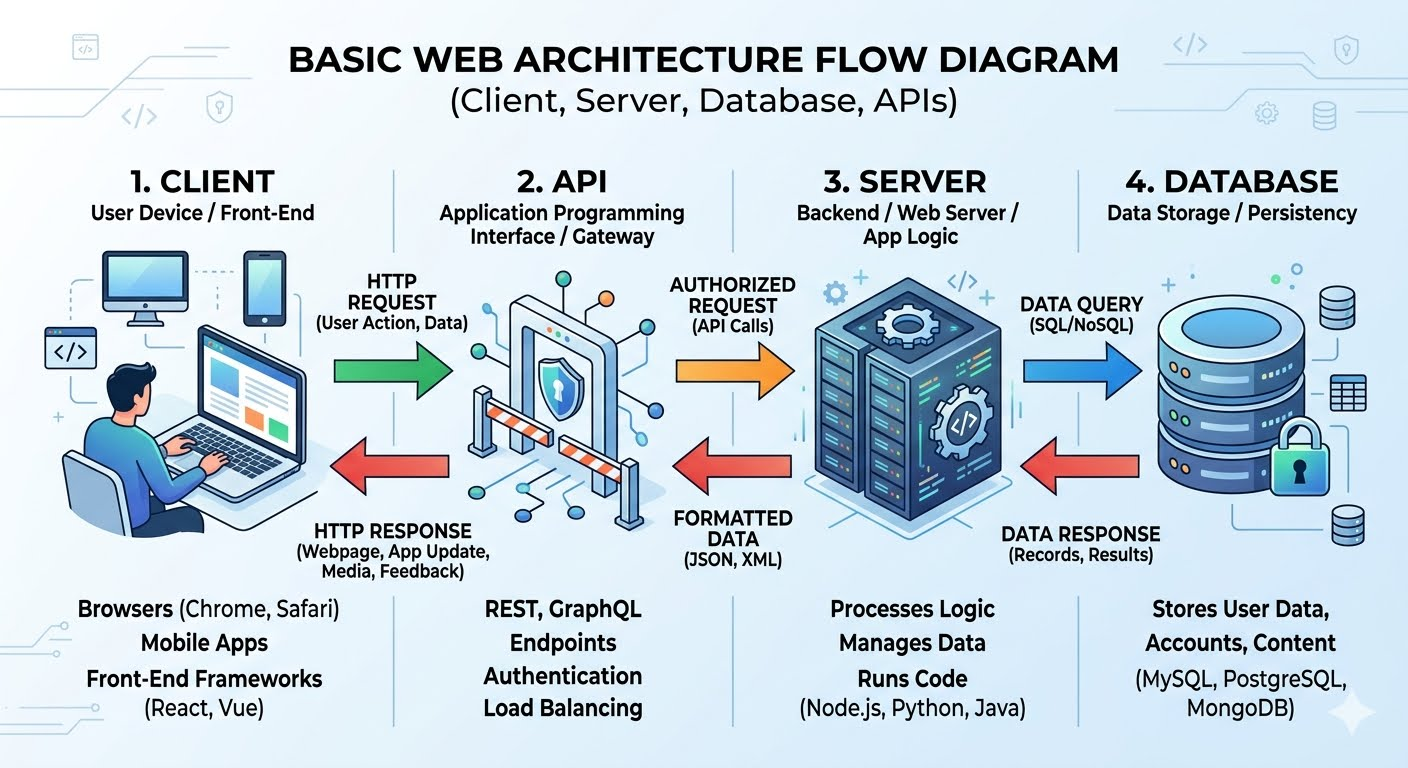 BASIC WEB ARCHITECTURE FLOW DIAGRAM
(Client, Server, Database, APIs)
1. CLIENT
User Device / Front-End
2. API
Application Programming
Interface / Gateway
3. SERVER
Backend / Web Server /
App Logic
4. DATABASE
Data Storage / Persistency
HTTP
REQUEST
(User Action, Data)
AUTHORIZED
REQUEST
(API Calls)
DATA QUERY
(SQL/NoSQL)
</>
</>
</>
</>
</>
</>
HTTP RESPONSE
(Webpage, App Update,
Media, Feedback)
FORMATTED
DATA
(JSON, XML)
DATA RESPONSE
(Records, Results)
Browsers (Chrome, Safari)
Mobile Apps
Front-End Frameworks
(React, Vue)
REST, GraphQL
Endpoints
Authentication
Load Balancing
Processes Logic
Manages Data
Runs Code
(Node.js, Python, Java)
Stores User Data,
Accounts, Content
(MySQL, PostgreSQL,
MongoDB)